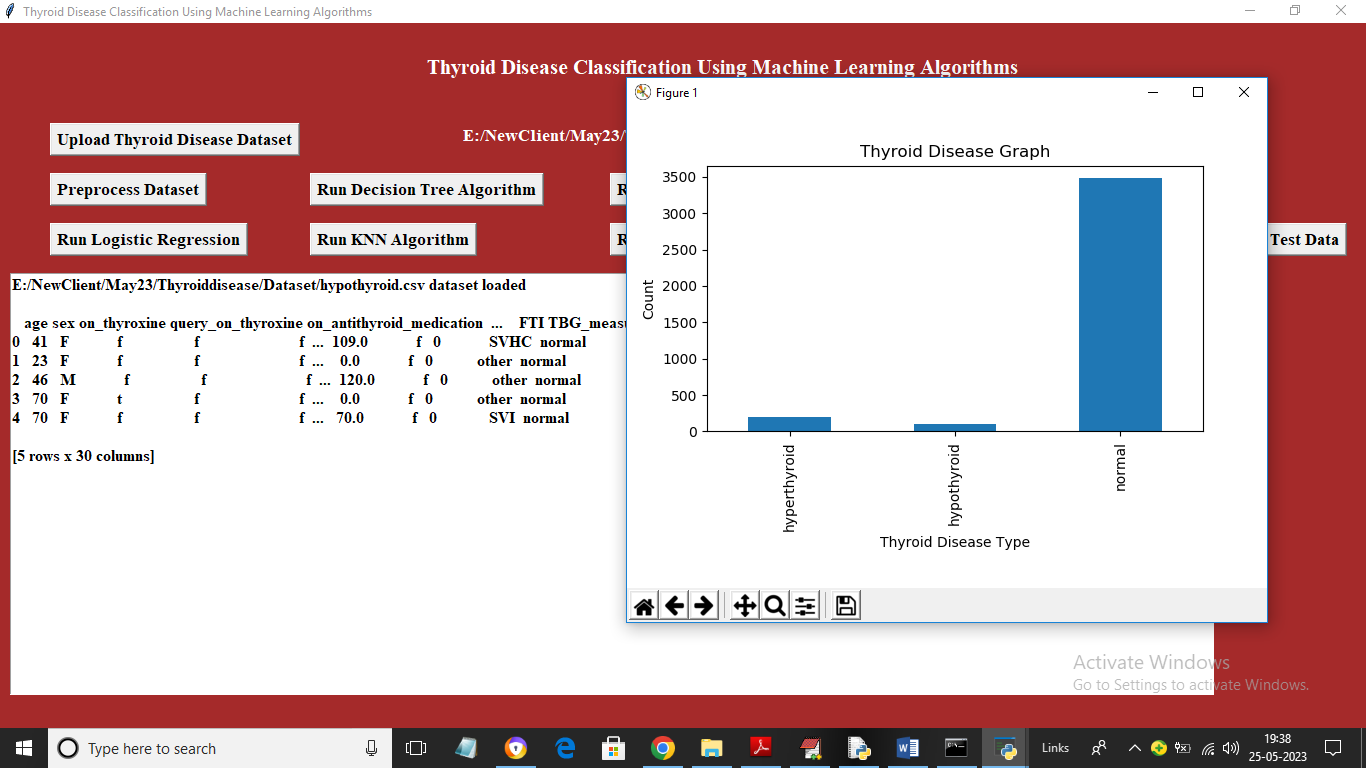 Thyroid Disease Classification Using Machine Learning Algorithms
Thyroid Disease Classification Using Machine Learning Algorithms
Upload Thyroid Disease Dataset
E:/NewClient/May23/
Preprocess Dataset
Run Decision Tree Algorithm
R
Run Logistic Regression
Run KNN Algorithm
R
Test Data
E:/NewClient/May23/Thyroiddisease/Dataset/hypothyroid.csv dataset loaded
age sex on_thyroxine query_on_thyroxine on_antithyroid_medication ... FTI TBG_meas
0 41 F f f f ... 109.0 f 0 SVHC normal
1 23 F f f f ... 0.0 f 0 other normal
2 46 M f f f ... 120.0 f 0 other normal
3 70 F t f f ... 0.0 f 0 other normal
4 70 F f f f ... 70.0 f 0 SVI normal
[5 rows x 30 columns]
Figure 1
Thyroid Disease Graph
3500
3000
2500
2000
1500
1000
500
0
Count
hyperthyroid
hypothyroid
normal
Thyroid Disease Type
Activate Windows
Go to Settings to activate Windows.
Type here to search
Links
19:38
25-05-2023